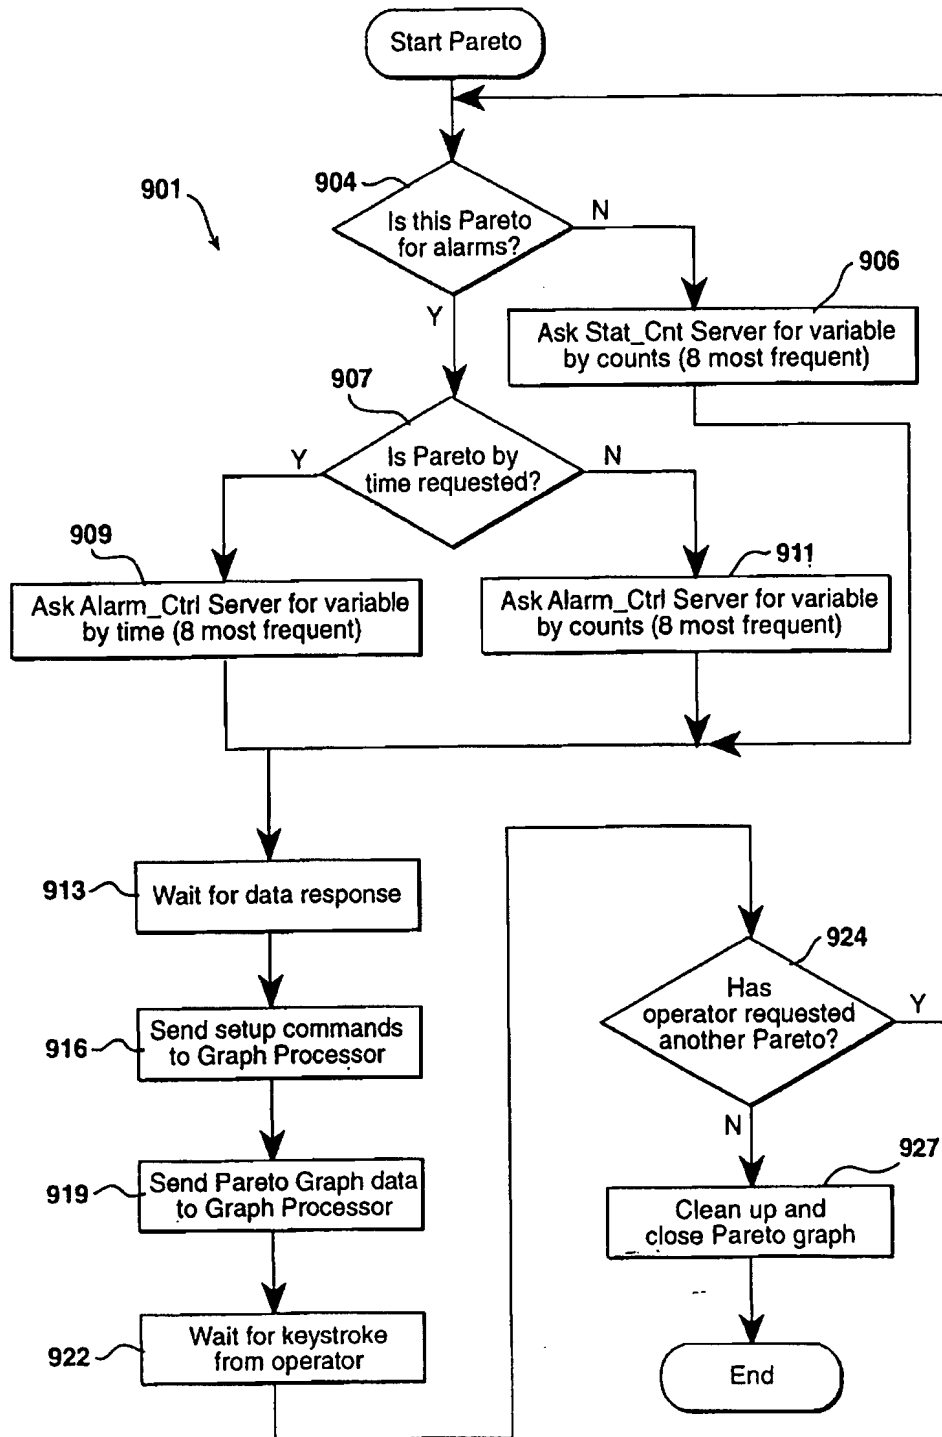 Start Pareto
901
904
Is this Pareto
for alarms?
N
Y
906
Ask Stat_Cnt Server for variable
by counts (8 most frequent)
907
Is Pareto by
time requested?
Y
N
909
Ask Alarm_Ctrl Server for variable
by time (8 most frequent)
911
Ask Alarm_Ctrl Server for variable
by counts (8 most frequent)
913
Wait for data response
916
Send setup commands
to Graph Processor
919
Send Pareto Graph data
to Graph Processor
922
Wait for keystroke
from operator
924
Has
operator requested
another Pareto?
Y
N
927
Clean up and
close Pareto graph
End